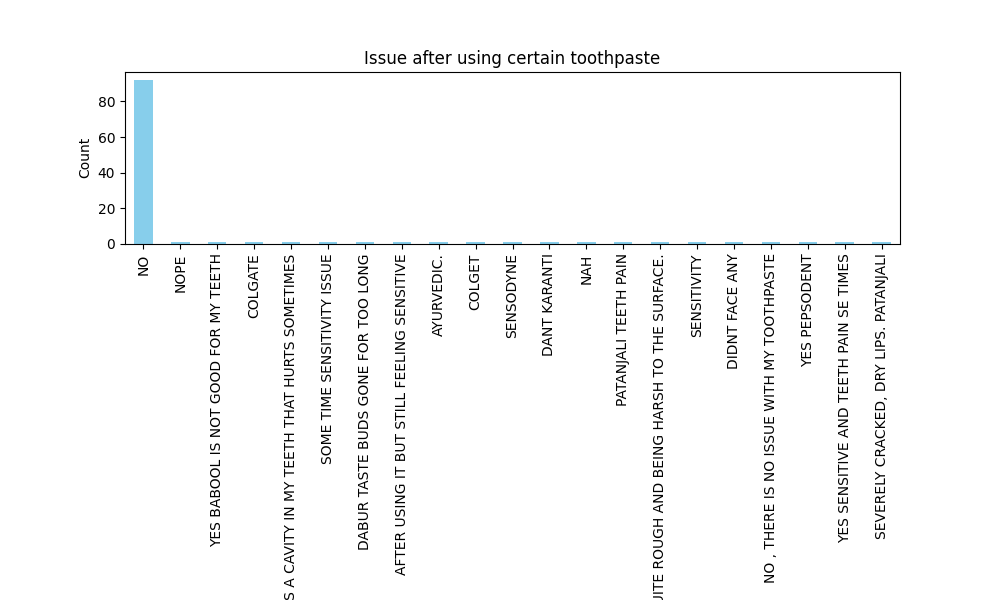 Issue after using certain toothpaste
Count
80
60
40
20
0
NO
NOPE
YES BABOOL IS NOT GOOD FOR MY TEETH
COLGATE
A CAVITY IN MY TEETH THAT HURTS SOMETIMES
SOME TIME SENSITIVITY ISSUE
DABUR TASTE BUDS GONE FOR TOO LONG
AFTER USING IT BUT STILL FEELING SENSITIVE
AYURVEDIC.
COLGET
SENSODYNE
DANT KARANTI
NAH
PATANJALI TEETH PAIN
ROUGH AND BEING HARSH TO THE SURFACE.
SENSITIVITY
DIDNT FACE ANY
NO , THERE IS NO ISSUE WITH MY TOOTHPASTE
YES PEPSODENT
YES SENSITIVE AND TEETH PAIN SE TIMES
SEVERELY CRACKED, DRY LIPS. PATANJALI